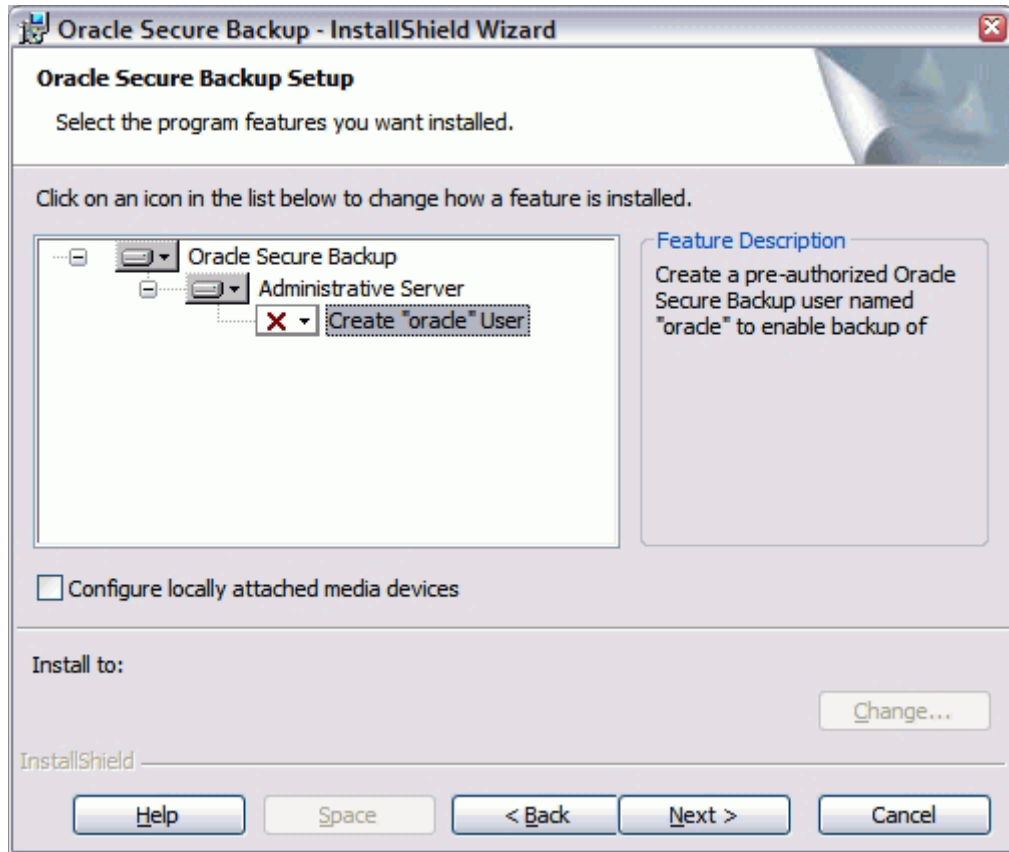 Oracle Secure Backup - InstallShield Wizard
Oracle Secure Backup Setup
Select the program features you want installed.
Click on an icon in the list below to change how a feature is installed.
Oracle Secure Backup
Administrative Server
Create "oracle" User
Feature Description
Create a pre-authorized Oracle
Secure Backup user named
"oracle" to enable backup of
Configure locally attached media devices
Install to:
Change...
InstallShield
Help
Space
< Back
Next >
Cancel